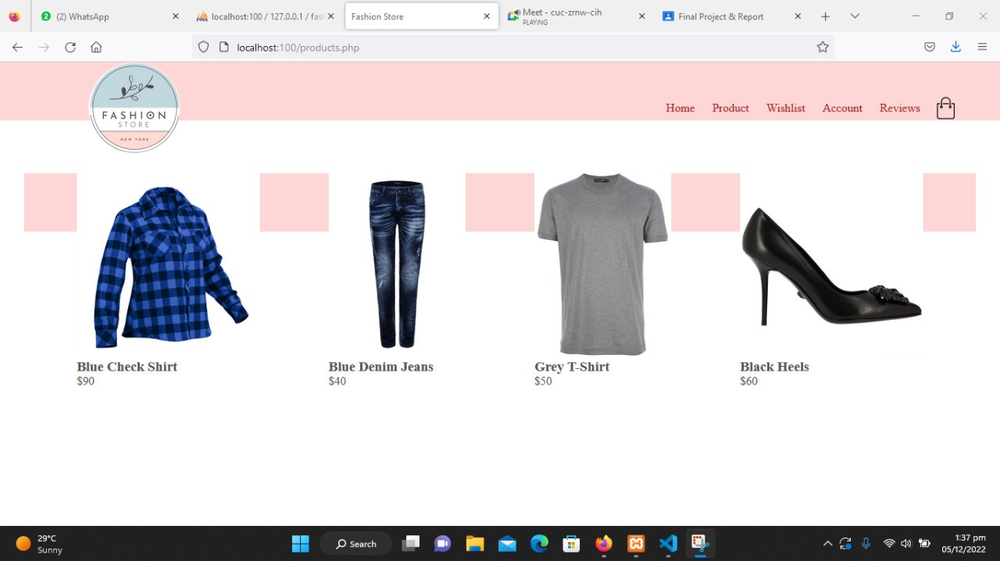 (2) WhatsApp
localhost:100 / 127.0.0.1 / fash
Fashion Store
Meet - cuc-zrnw-cih
PLAYING
Final Project & Report
localhost:100/products.php
FASHION
STORE
NEW YORK
Home Product Wishlist Account Reviews
Blue Check Shirt
$90
Blue Denim Jeans
$40
Grey T-Shirt
$50
Black Heels
$60
29°C
Sunny
Search
1:37 pm
05/12/2022